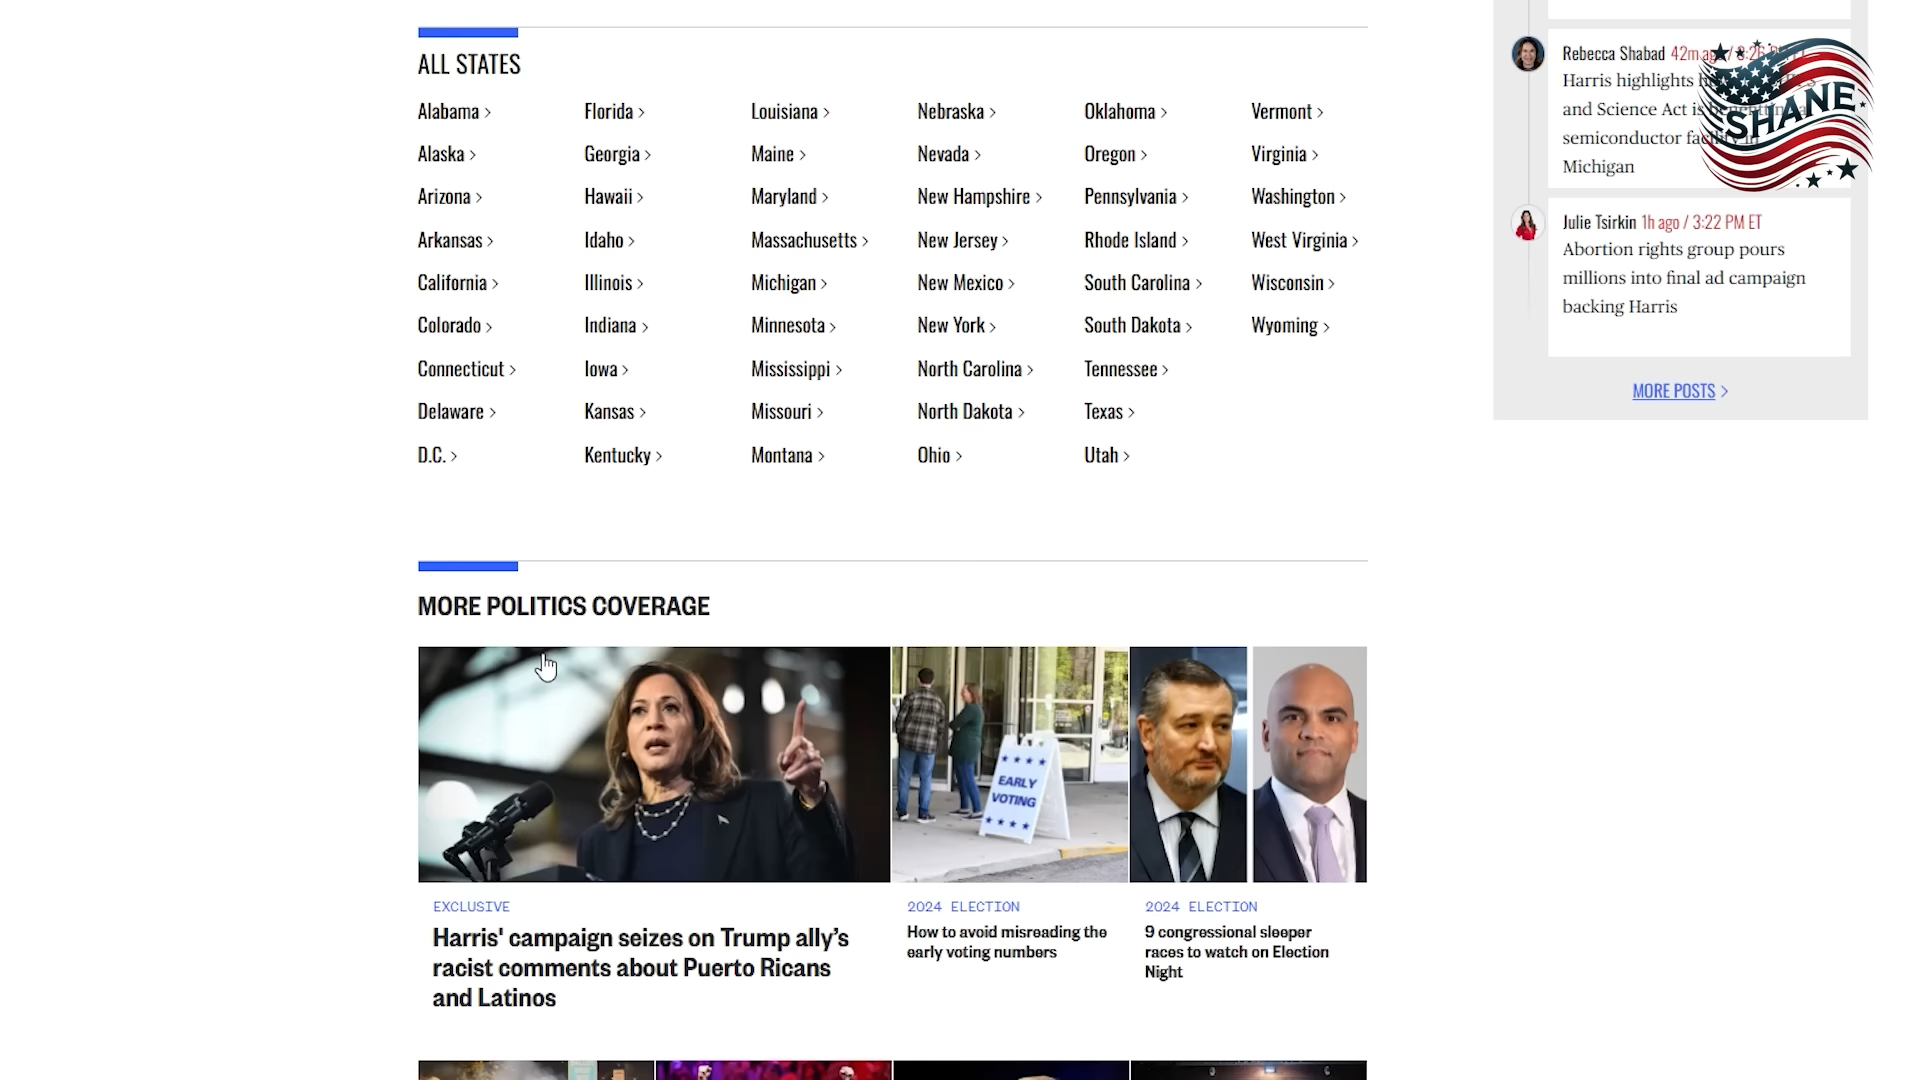 ALL STATES
Alabama >
Florida >
Louisiana >
Nebraska >
Oklahoma >
Vermont >
Alaska >
Georgia >
Maine >
Nevada >
Oregon >
Virginia >
Arizona >
Hawaii >
Maryland >
New Hampshire >
Pennsylvania >
Washington >
Arkansas >
Idaho >
Massachusetts >
New Jersey >
Rhode Island >
West Virginia >
California >
Illinois >
Michigan >
New Mexico >
South Carolina >
Wisconsin >
Colorado >
Indiana >
Minnesota >
New York >
South Dakota >
Wyoming >
Connecticut >
Iowa >
Mississippi >
North Carolina >
Tennessee >
Delaware >
Kansas >
Missouri >
North Dakota >
Texas >
D.C. >
Kentucky >
Montana >
Ohio >
Utah >
Rebecca Shabad 42m ago /
Harris highlights
and Science Act is
semiconductor facility in
Michigan
SHANE
Julie Tsirkin 1h ago / 3:22 PM ET
Abortion rights group pours
millions into final ad campaign
backing Harris
MORE POSTS >
MORE POLITICS COVERAGE
EARLY
VOTING
EXCLUSIVE
Harris' campaign seizes on Trump ally’s
racist comments about Puerto Ricans
and Latinos
2024 ELECTION
How to avoid misreading the
early voting numbers
2024 ELECTION
9 congressional sleeper
races to watch on Election
Night